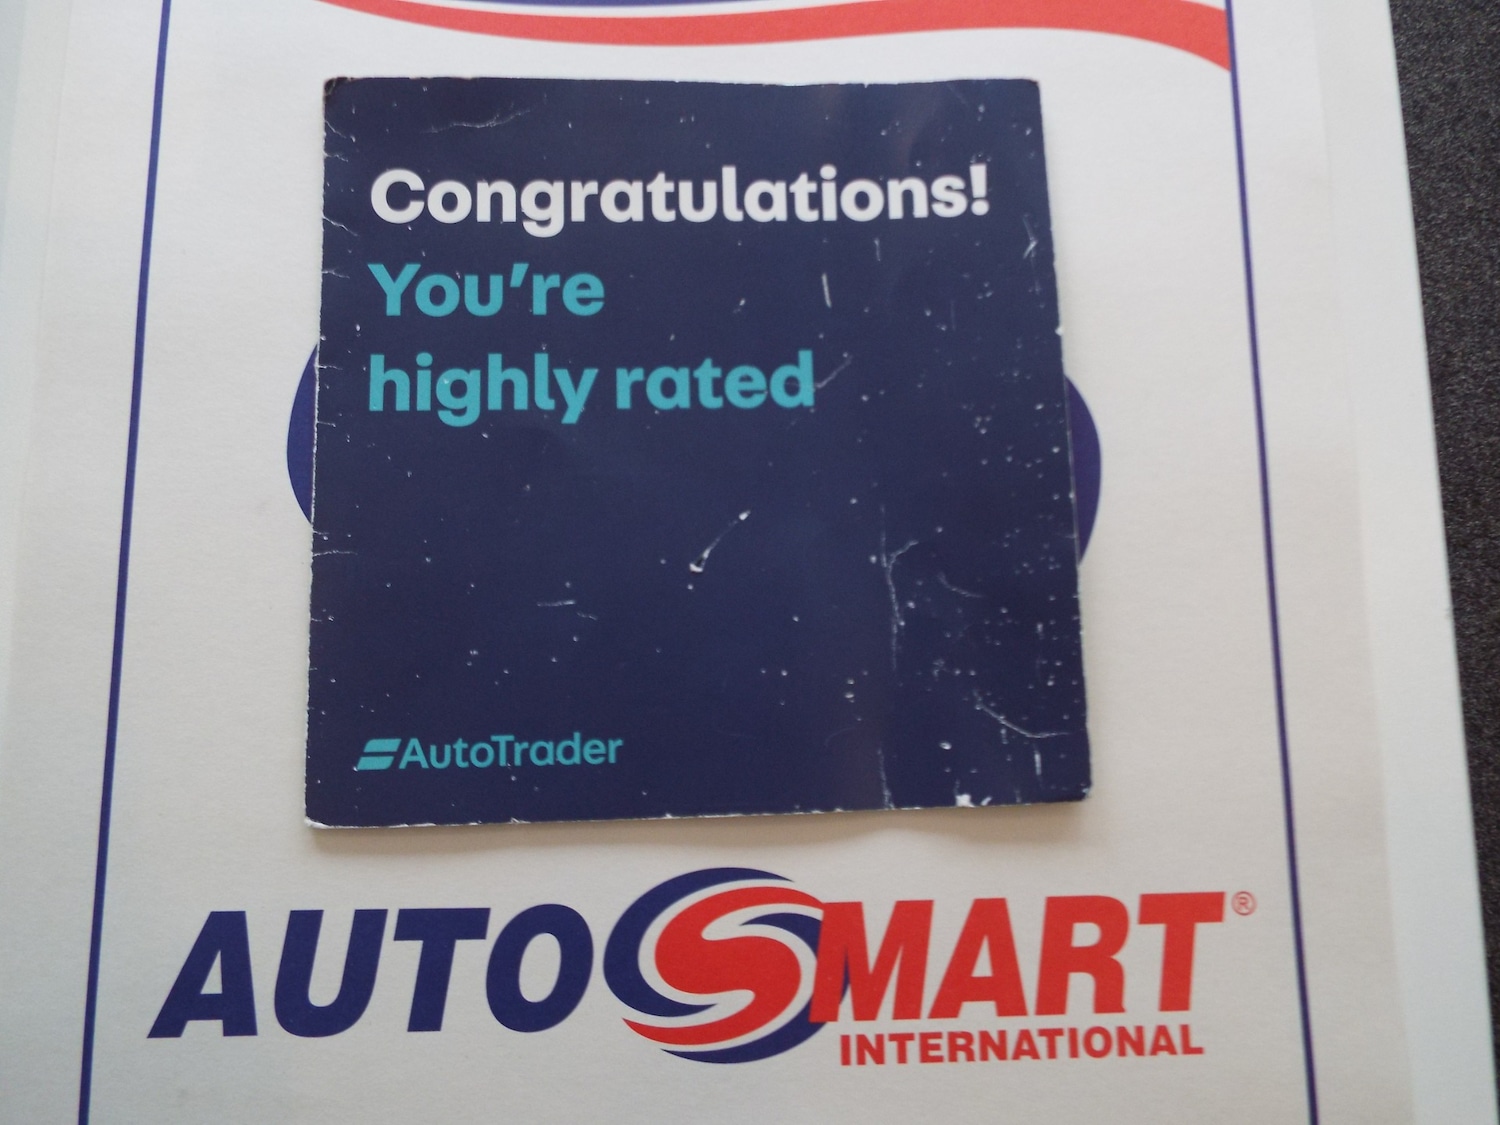 Congratulations!
You're
highly rated
AutoTrader
AUTOSMART®
INTERNATIONAL